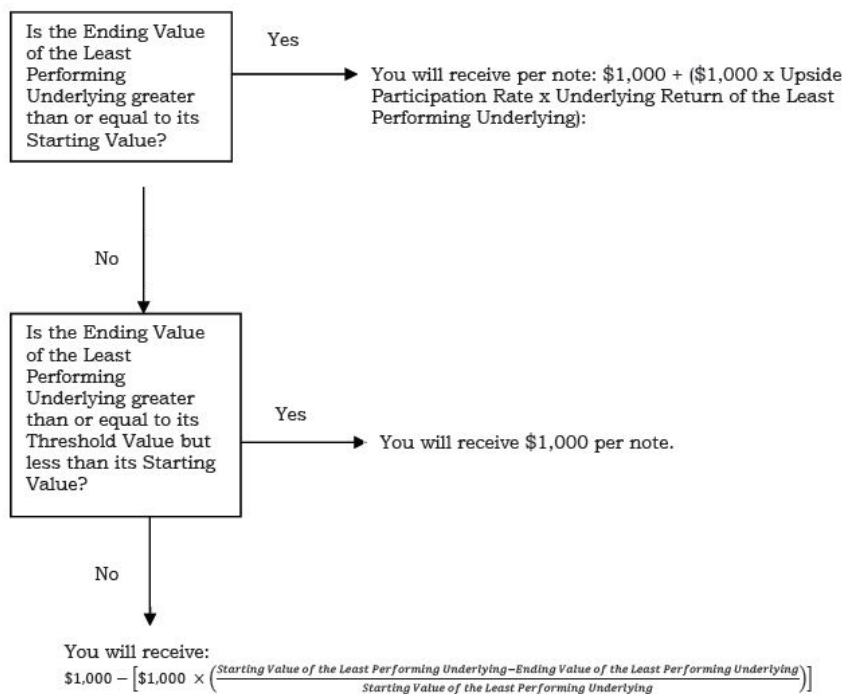 Is the Ending Value
of the Least
Performing
Underlying greater
than or equal to its
Starting Value?
Yes
You will receive per note: $1,000 + ($1,000 x Upside
Participation Rate x Underlying Return of the Least
Performing Underlying):
No
Is the Ending Value
of the Least
Performing
Underlying greater
than or equal to its
Threshold Value but
less than its Starting
Value?
Yes
You will receive $1,000 per note.
No
You will receive:
$1,000 − [$1,000 × (Starting Value of the Least Performing Underlying−Ending Value of the Least Performing Underlying
Starting Value of the Least Performing Underlying)]